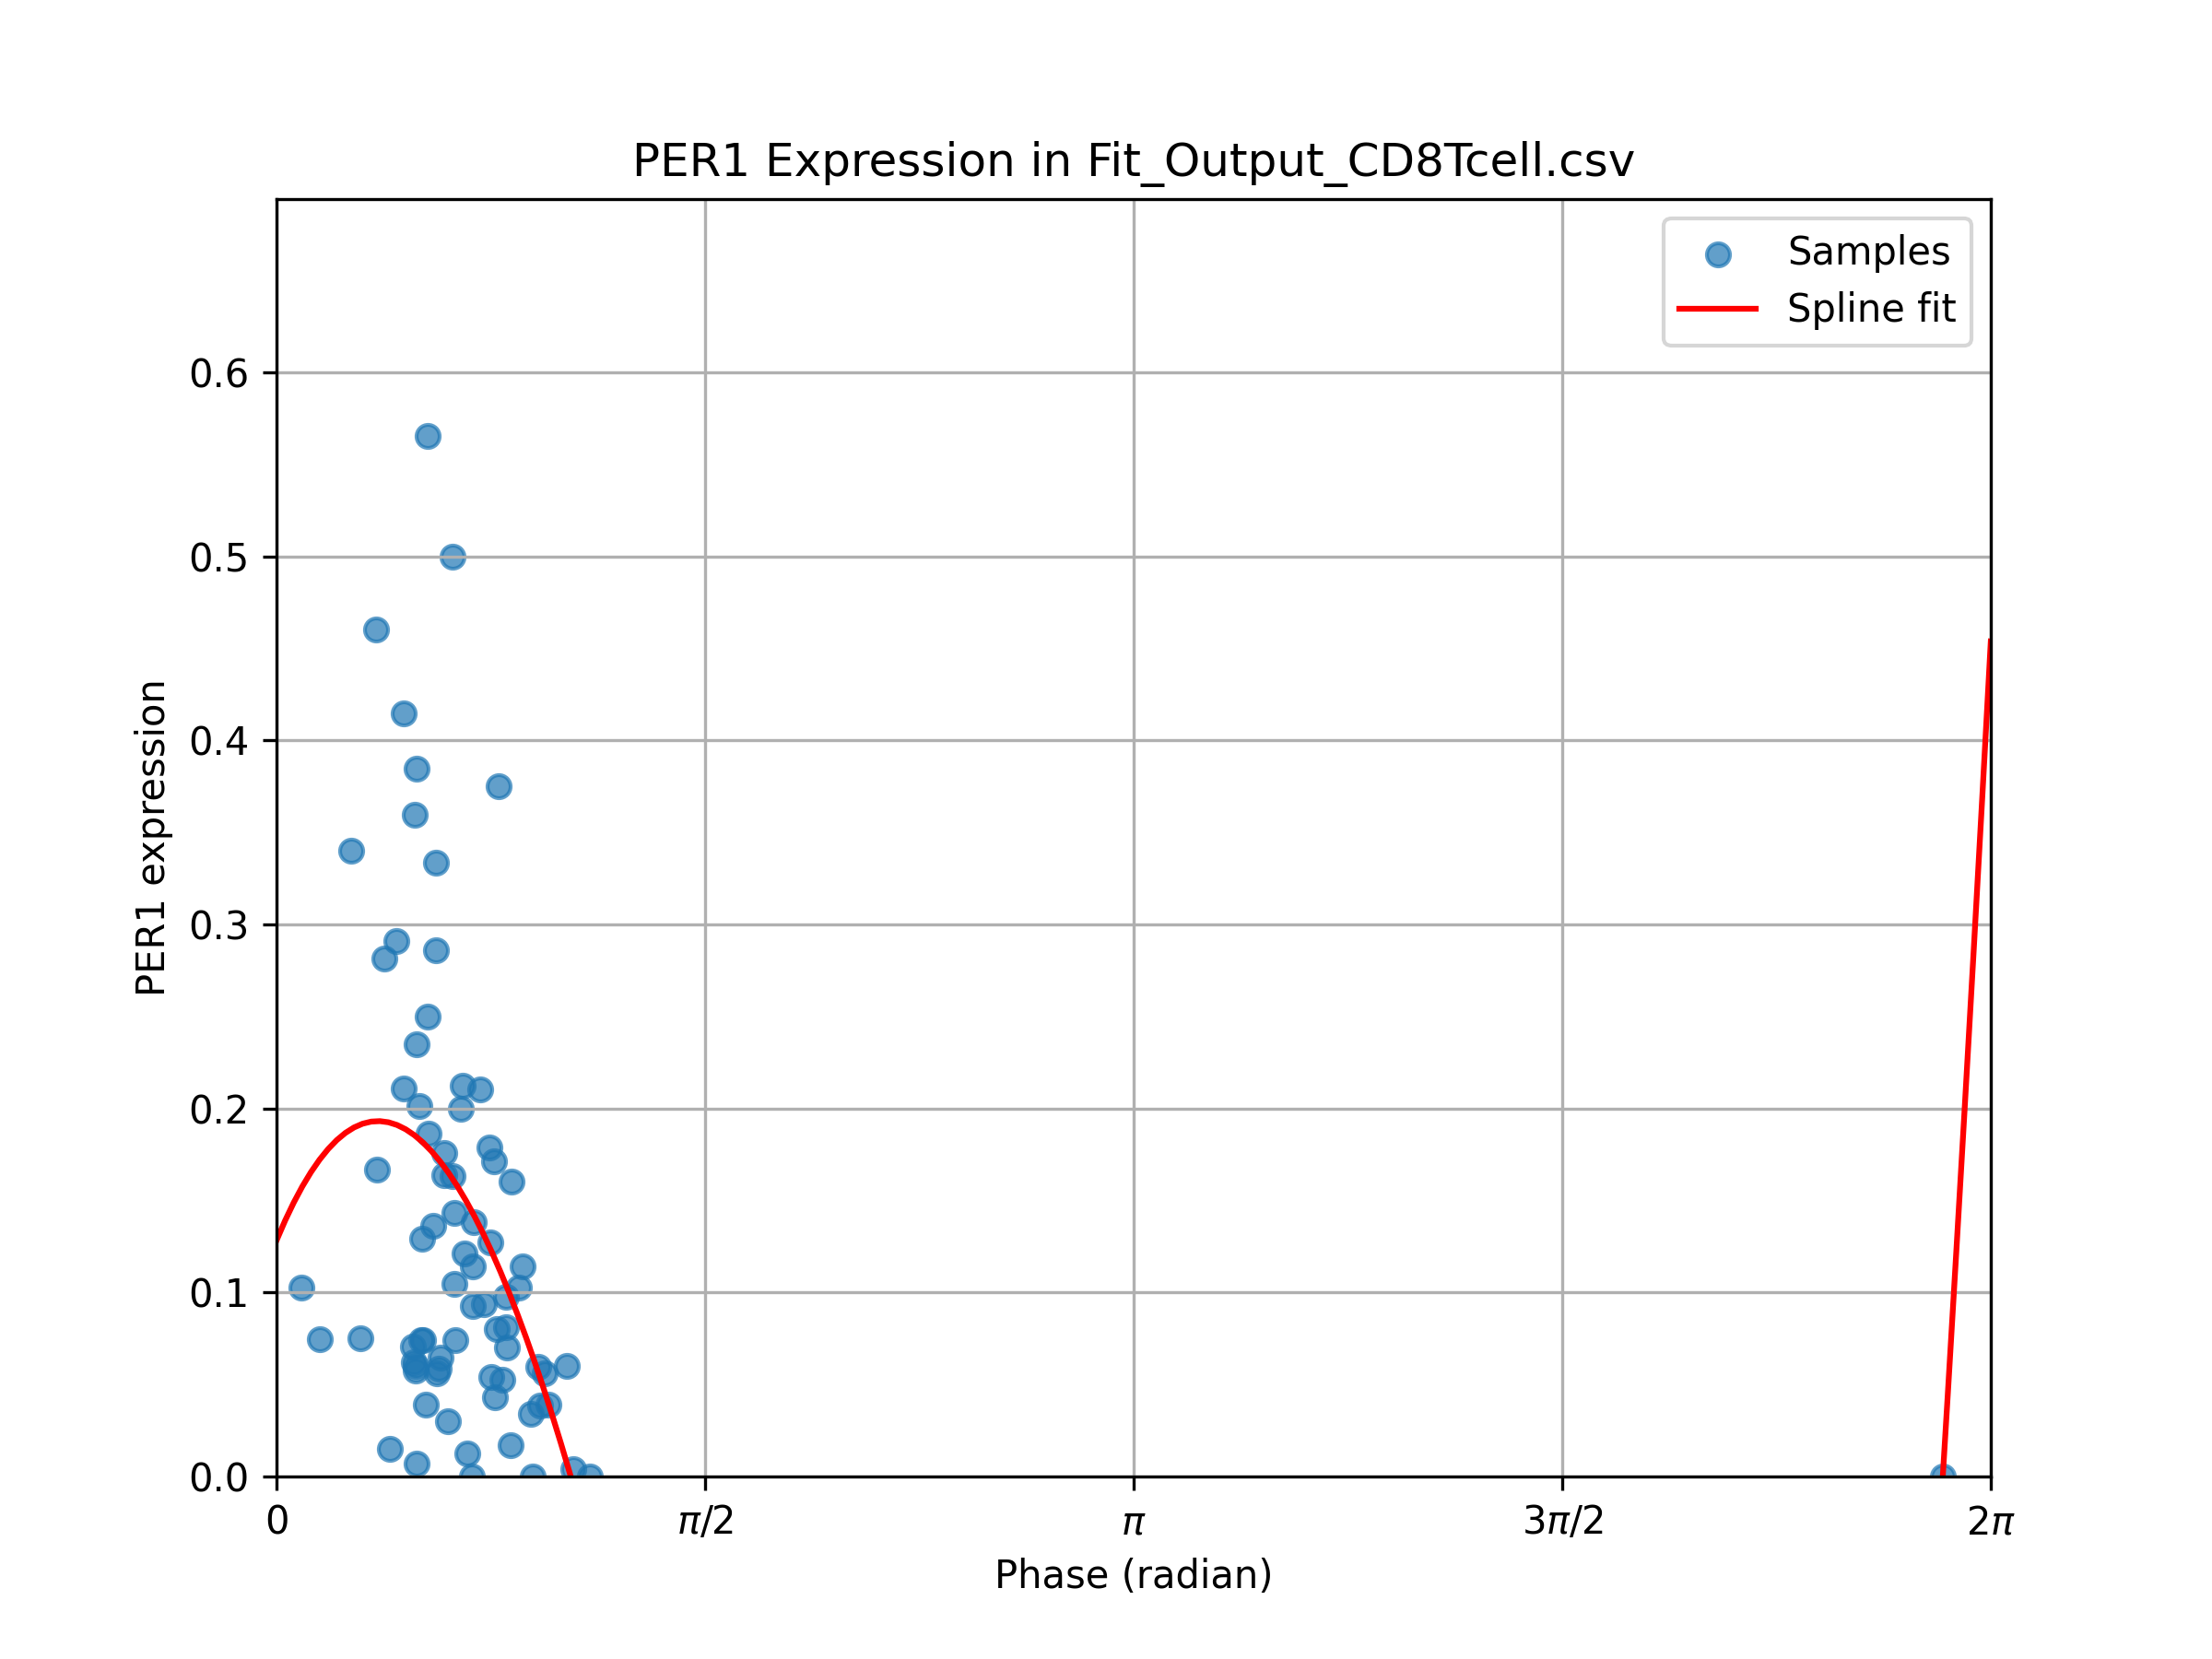 PER1 Expression in Fit_Output_CD8Tcell.csv
Samples
Spline fit
PER1 expression
0.6
0.5
0.4
0.3
0.2
0.1
0.0
0
π/2
π
3π/2
2π
Phase (radian)